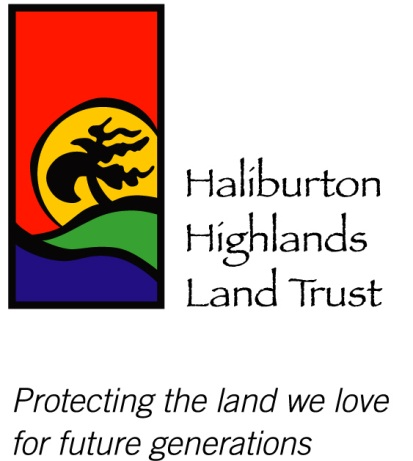 Haliburton
Highlands
Land Trust
Protecting the land we love
for future generations